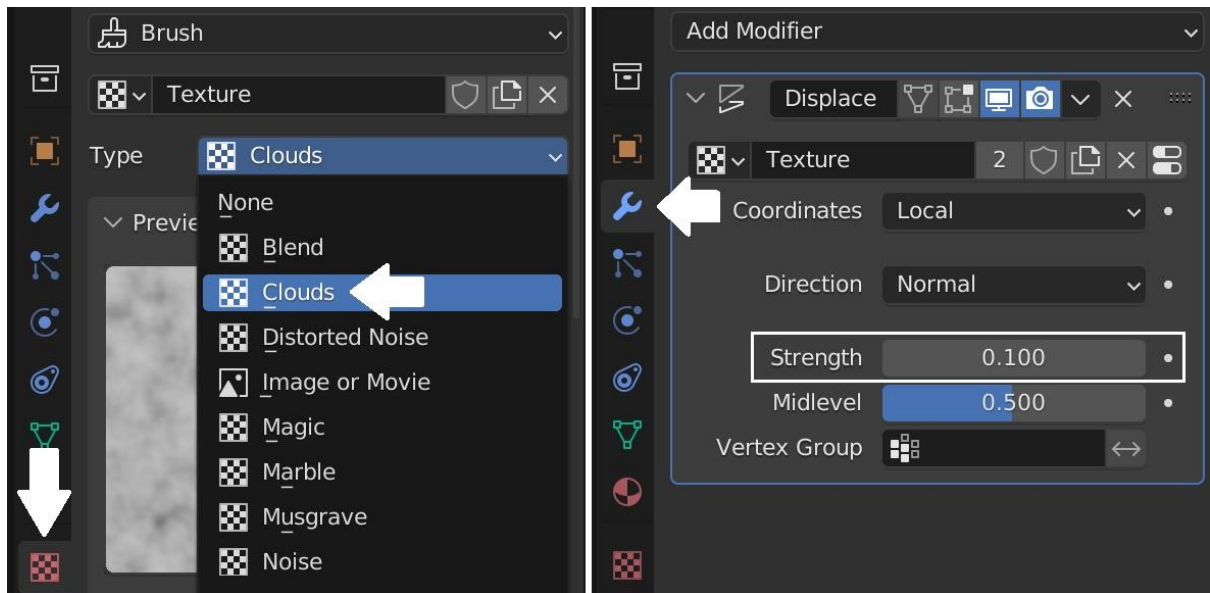 Brush
Texture
Type Clouds
None
Previe
Blend
Clouds
Distorted Noise
Image or Movie
Magic
Marble
Musgrave
Noise
Add Modifier
Displace
Texture 2
Coordinates Local
Direction Normal
Strength 0.100
Midlevel 0.500
Vertex Group